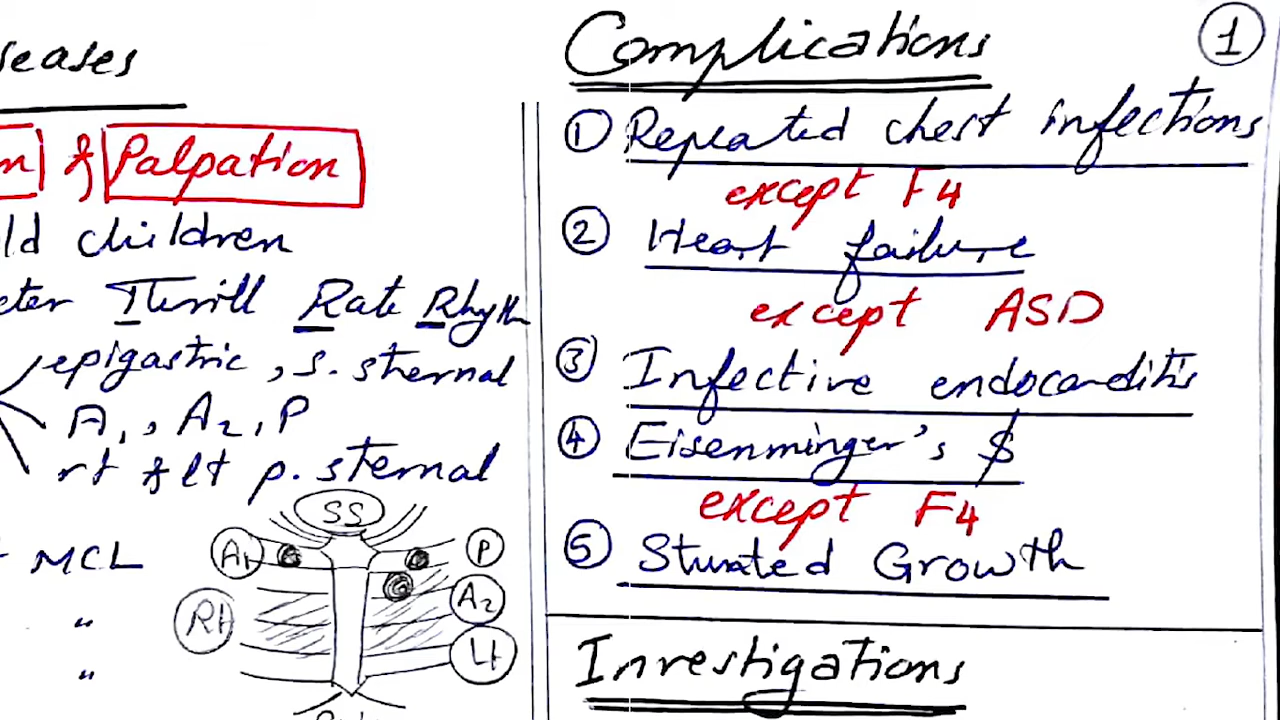 seases
n & Palpation
ld children
eter Thrill Rate Rhyth
epigastric, s. sternal
A1, A2, P
rt & lt p. sternal
SS
A1
P
MCL
A2
"
Rt
Lt
"
Complications
1
① Repeated chest infections
except F4
② Heart failure
except ASD
③ Infective endocarditis
④ Eisenminger's $
except F4
⑤ Stunted Growth
Investigations